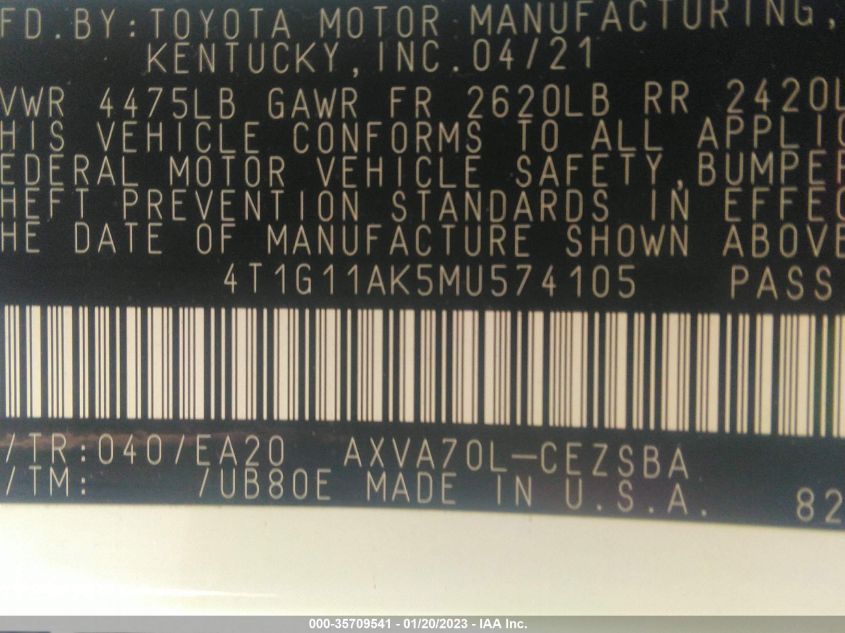 FD.BY:TOYOTA MOTOR MANUFACTURING,
KENTUCKY,INC.04/21
VWR 4475LB GAWR FR 2620LB RR 2420L
HIS VEHICLE CONFORMS TO ALL APPLIC
EDERAL MOTOR VEHICLE SAFETY,BUMPER
HEFT PREVENTION STANDARDS IN EFFEC
HE DATE OF MANUFACTURE SHOWN ABOVE
4T1G11AK5MU574105 PASS
/TR:040/EA20 AXVA70L-CEZSBA
/TM: /UB80E MADE IN U.S.A. 82
000-35709541 - 01/20/2023 - IAA Inc.